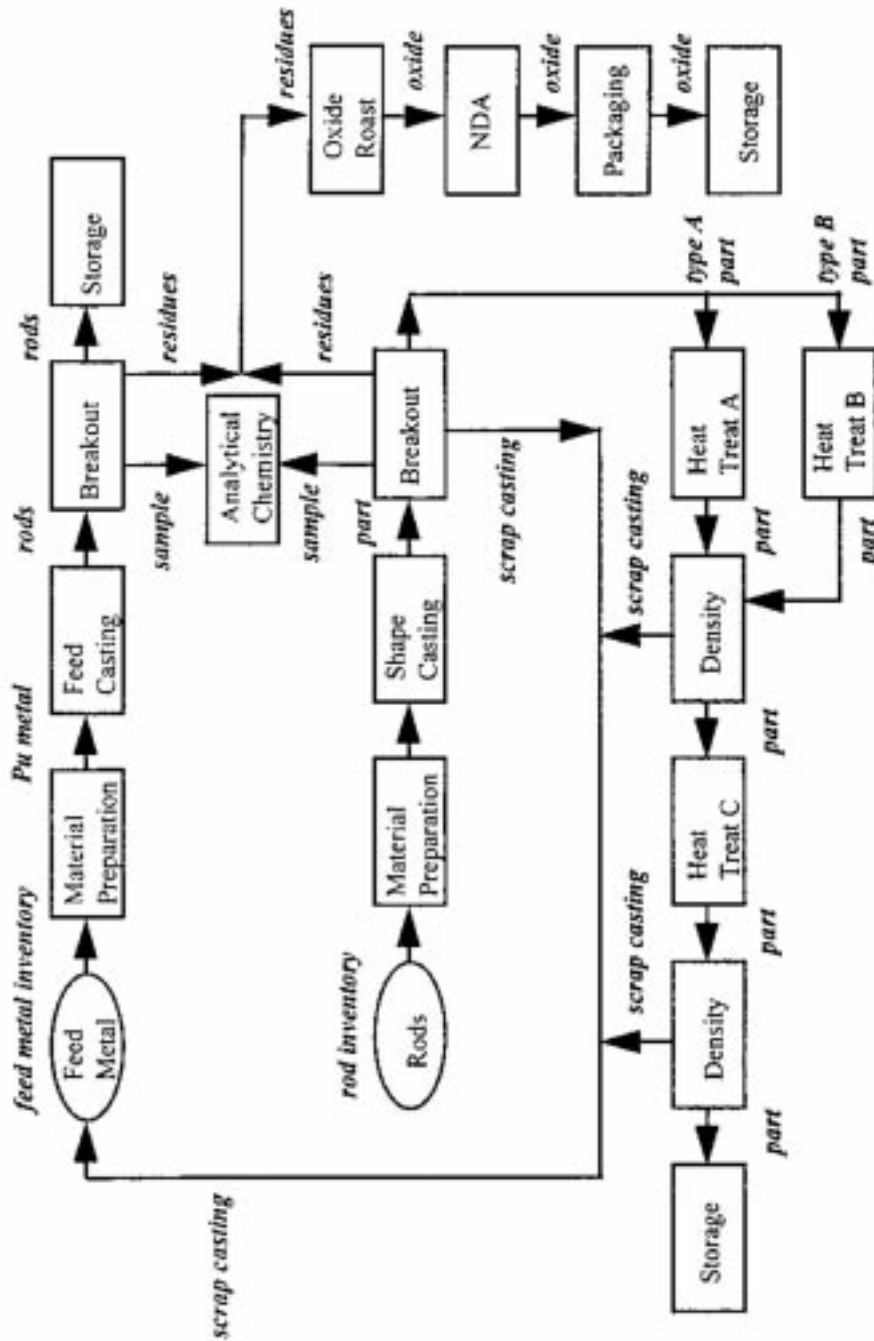 feed metal inventory
Pu metal
rods
rods
Feed
Metal
Material
Preparation
Feed
Casting
Breakout
Storage
scrap casting
sample
residues
residues
Analytical
Chemistry
Oxide
Roast
oxide
NDA
oxide
Packaging
oxide
Storage
rod inventory
sample
residues
part
Rods
Material
Preparation
Shape
Casting
Breakout
scrap casting
scrap casting
scrap casting
type A
part
type B
part
Storage
Density
Heat
Treat C
Density
Heat
Treat A
part
part
part
part
part
Heat
Treat B